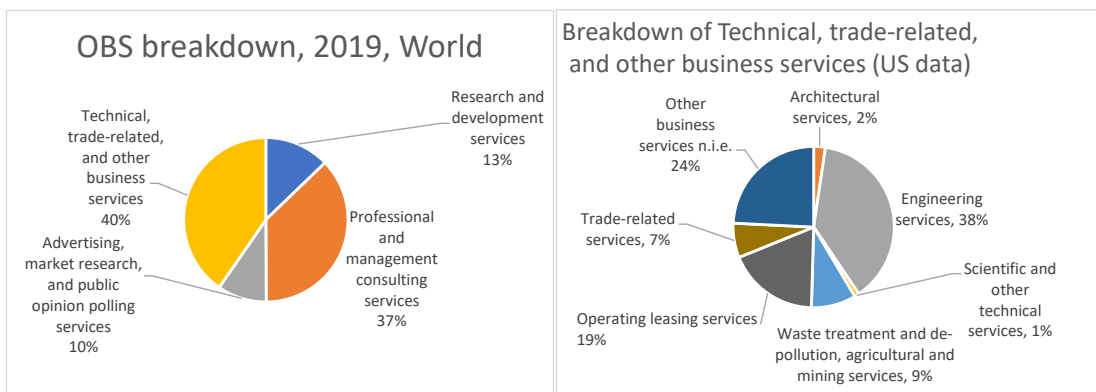 OBS breakdown, 2019, World
Technical,
trade-related,
and other
business
services
40%
Research and
development
services
13%
Professional
and
management
consulting
services
37%
Advertising,
market research,
and public
opinion polling
services
10%
Breakdown of Technical, trade-related,
and other business services (US data)
Other
business
services n.i.e.
24%
Architectural
services, 2%
Engineering
services, 38%
Trade-related
services, 7%
Scientific and
other
technical
services, 1%
Operating leasing services
19%
Waste treatment and de-
pollution, agricultural and
mining services, 9%